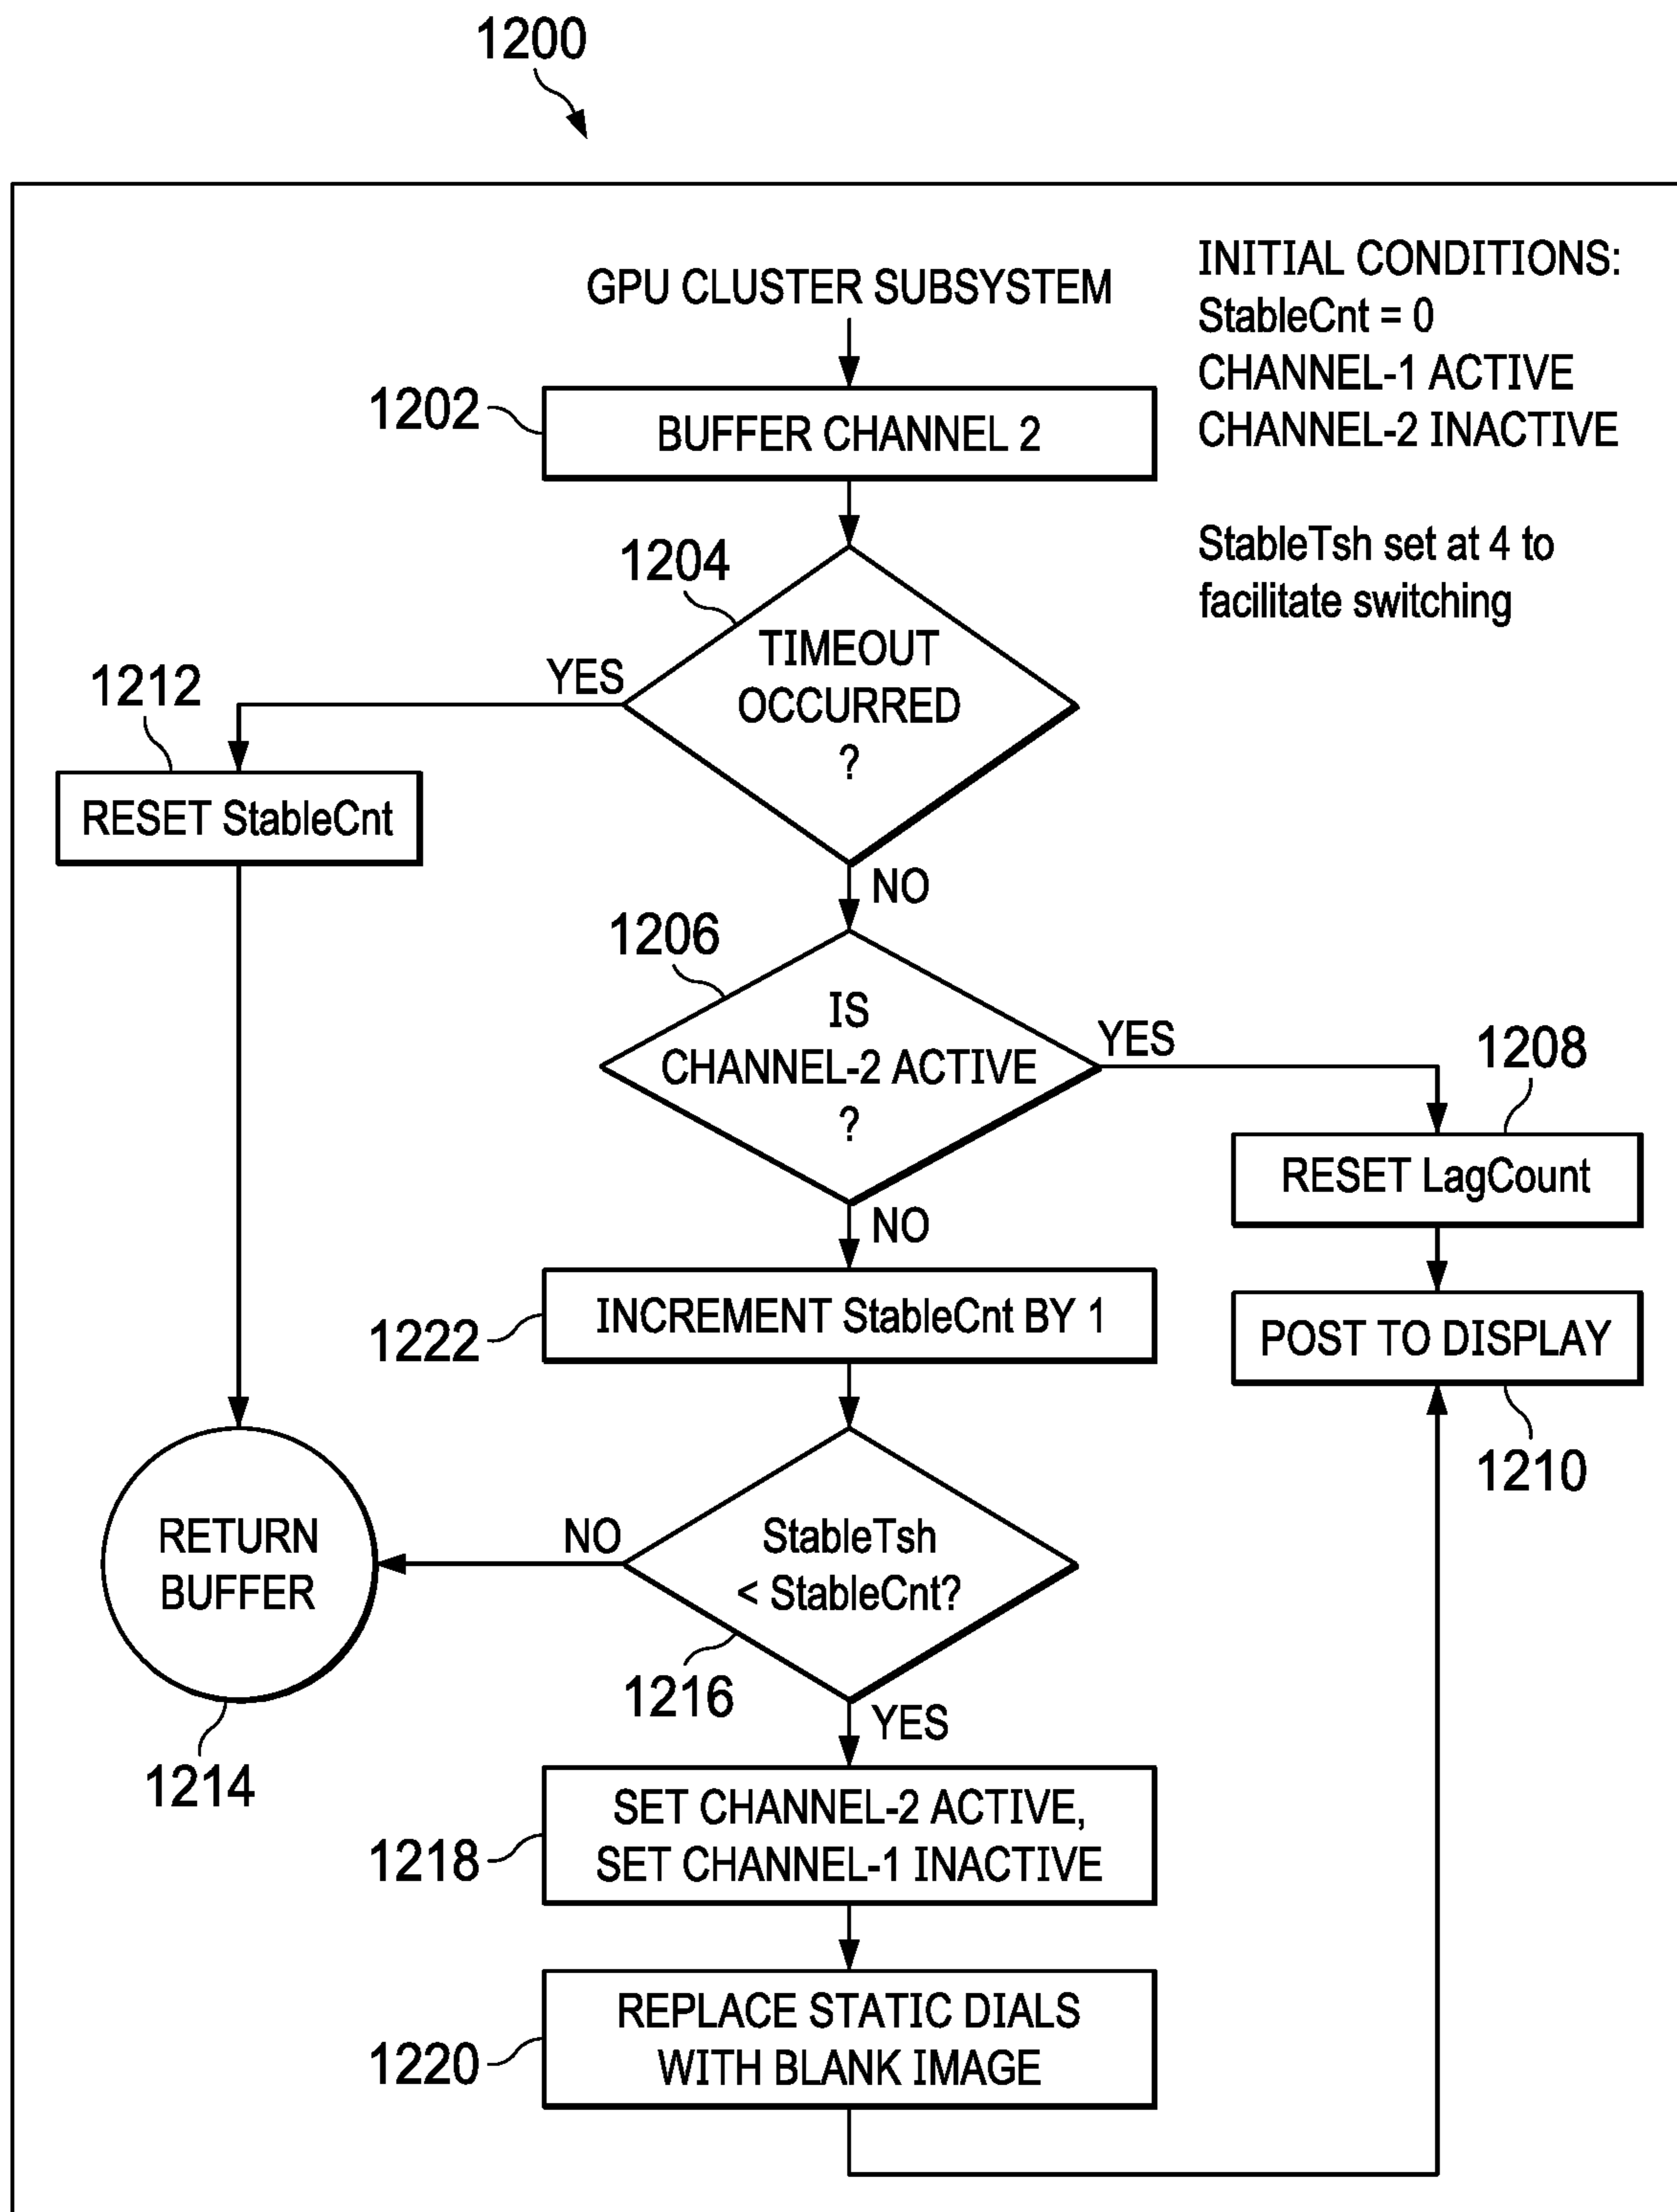 1200
GPU CLUSTER SUBSYSTEM
INITIAL CONDITIONS:
StableCnt = 0
CHANNEL-1 ACTIVE
CHANNEL-2 INACTIVE
StableTsh set at 4 to
facilitate switching
1202
BUFFER CHANNEL 2
1204
TIMEOUT
OCCURRED
?
YES
1212
RESET StableCnt
NO
1206
IS
CHANNEL-2 ACTIVE
?
YES
1208
RESET LagCount
NO
1222
INCREMENT StableCnt BY 1
POST TO DISPLAY
1210
RETURN
BUFFER
1214
NO
StableTsh
< StableCnt?
1216
YES
1218
SET CHANNEL-2 ACTIVE,
SET CHANNEL-1 INACTIVE
1220
REPLACE STATIC DIALS
WITH BLANK IMAGE